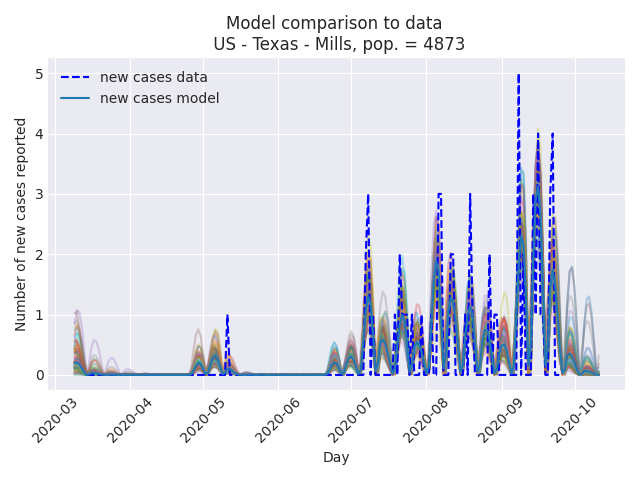 Model comparison to data
US - Texas - Mills, pop. = 4873
new cases data
new cases model
Number of new cases reported
5
4
3
2
1
0
2020-03
2020-04
2020-05
2020-06
2020-07
2020-08
2020-09
2020-10
Day